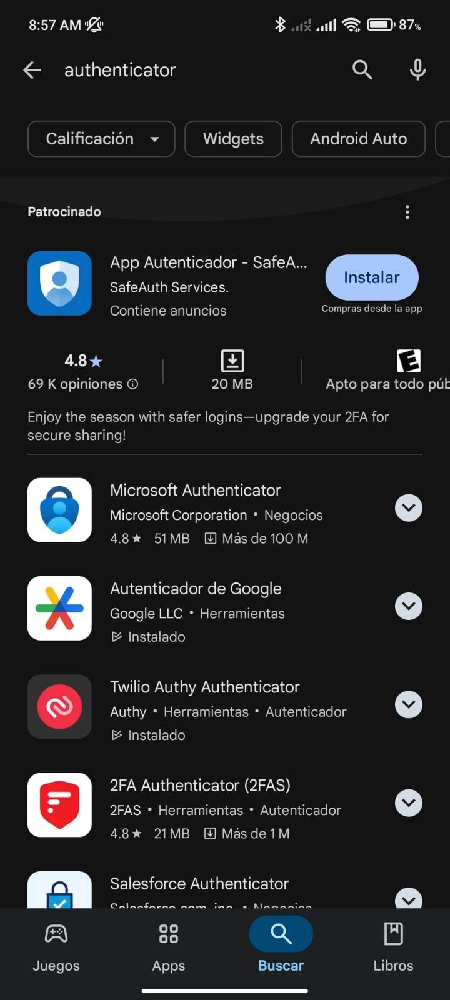 8:57 AM
87%
authenticator
Calificación
Widgets
Android Auto
Patrocinado
App Autenticador - SafeA...
SafeAuth Services.
Contiene anuncios
Instalar
Compras desde la app
4.8★
69 K opiniones
20 MB
E
Apto para todo púb
Enjoy the season with safer logins—upgrade your 2FA for
secure sharing!
Microsoft Authenticator
Microsoft Corporation • Negocios
4.8★ 51 MB Más de 100 M
Autenticador de Google
Google LLC • Herramientas
Instalado
Twilio Authy Authenticator
Authy • Herramientas • Autenticador
Instalado
2FA Authenticator (2FAS)
2FAS • Herramientas • Autenticador
4.8★ 21 MB Más de 1 M
Salesforce Authenticator
Salesforce.com, inc. • Negocios
Juegos
Apps
Buscar
Libros